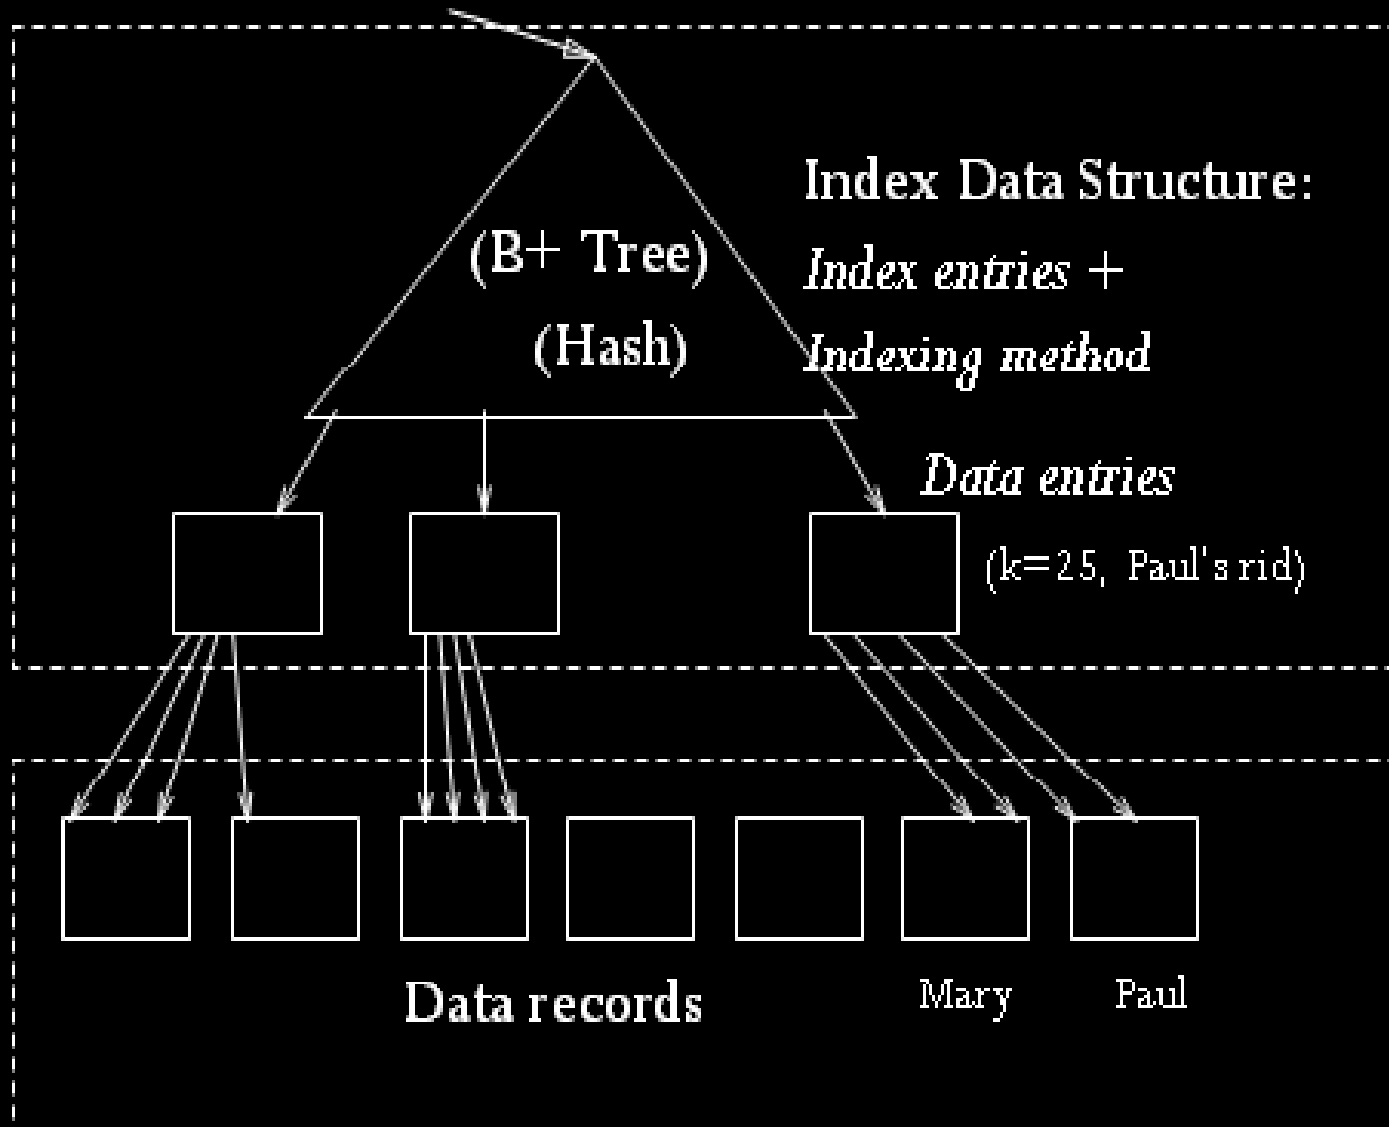 Index Data Structure:
(B+ Tree)
Index entries +
(Hash)
Indexing method
Data entries
(k=25, Paul's rid)
Data records
Mary
Paul